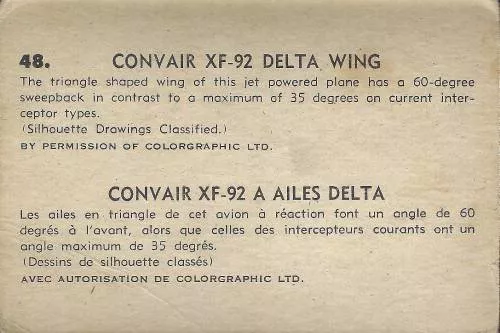 48. CONVAIR XF-92 DELTA WING
The triangle shaped wing of this jet powered plane has a 60-degree
sweepback in contrast to a maximum of 35 degrees on current inter-
ceptor types.
(Silhouette Drawings Classified.)
BY PERMISSION OF COLORGRAPHIC LTD.
CONVAIR XF-92 A AILES DELTA
Les ailes en triangle de cet avion à réaction font un angle de 60
degrés à l'avant, alors que celles des intercepteurs courants ont un
angle maximum de 35 degrés.
(Dessins de silhouette classés)
AVEC AUTORISATION DE COLORGRAPHIC LTD.